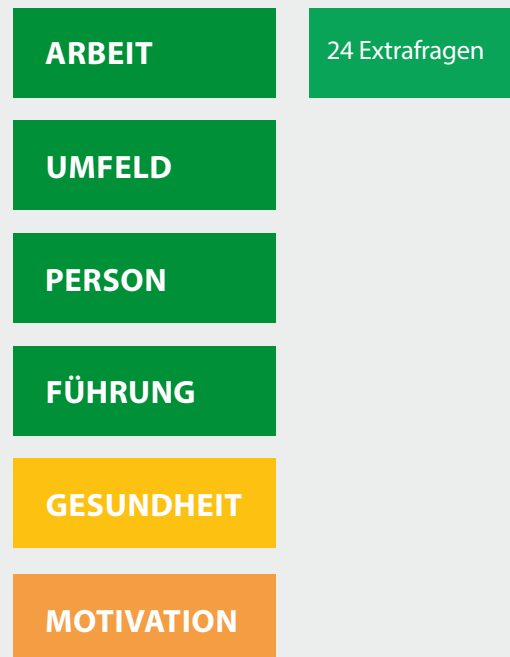 ARBEIT
24 Extrafragen
UMFELD
PERSON
FÜHRUNG
GESUNDHEIT
MOTIVATION